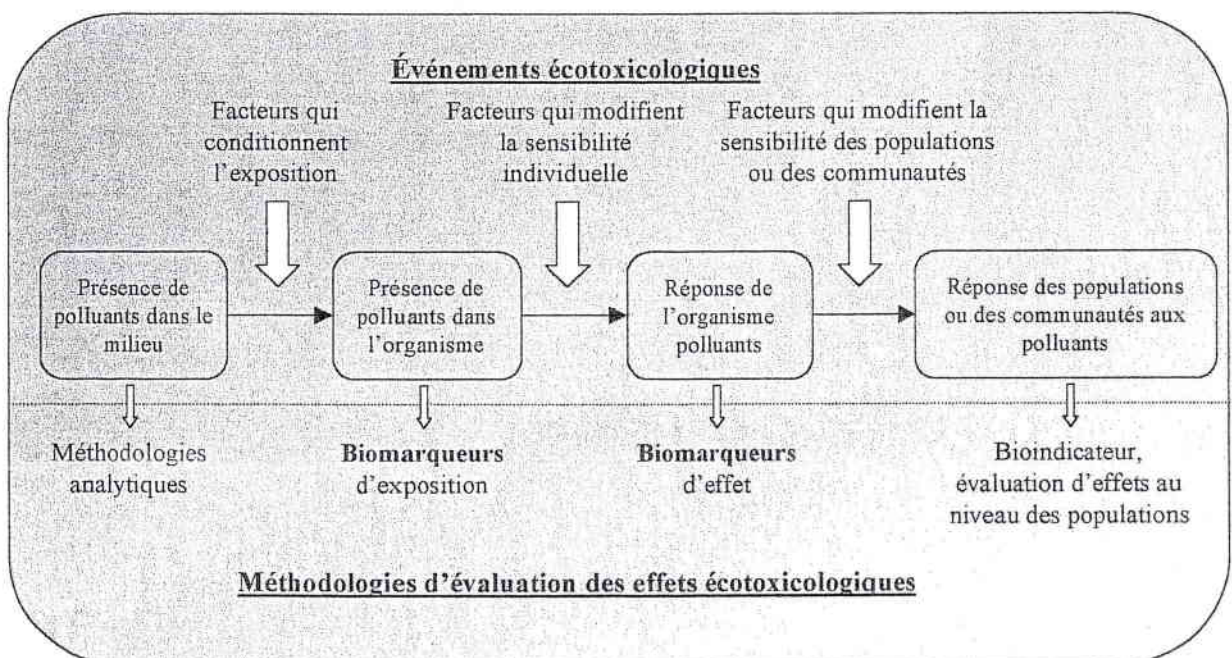 Événements écotoxicologiques
Facteurs qui
conditionnent
l'exposition
Facteurs qui modifient
la sensibilité
individuelle
Facteurs qui modifient la
sensibilité des populations
ou des communautés
Présence de
polluants dans le
milieu
Présence de
polluants dans
l'organisme
Réponse de
l'organisme
polluants
Réponse des populations
ou des communautés aux
polluants
Méthodologies
analytiques
Biomarqueurs
d'exposition
Biomarqueurs
d'effet
Bioindicateur,
évaluation d'effets au
niveau des populations
Méthodologies d'évaluation des effets écotoxicologiques